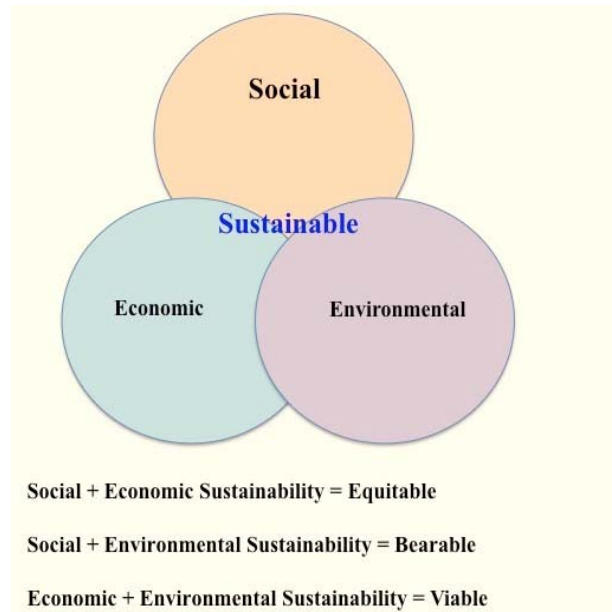 Social
Sustainable
Economic
Environmental
Social + Economic Sustainability = Equitable
Social + Environmental Sustainability = Bearable
Economic + Environmental Sustainability = Viable